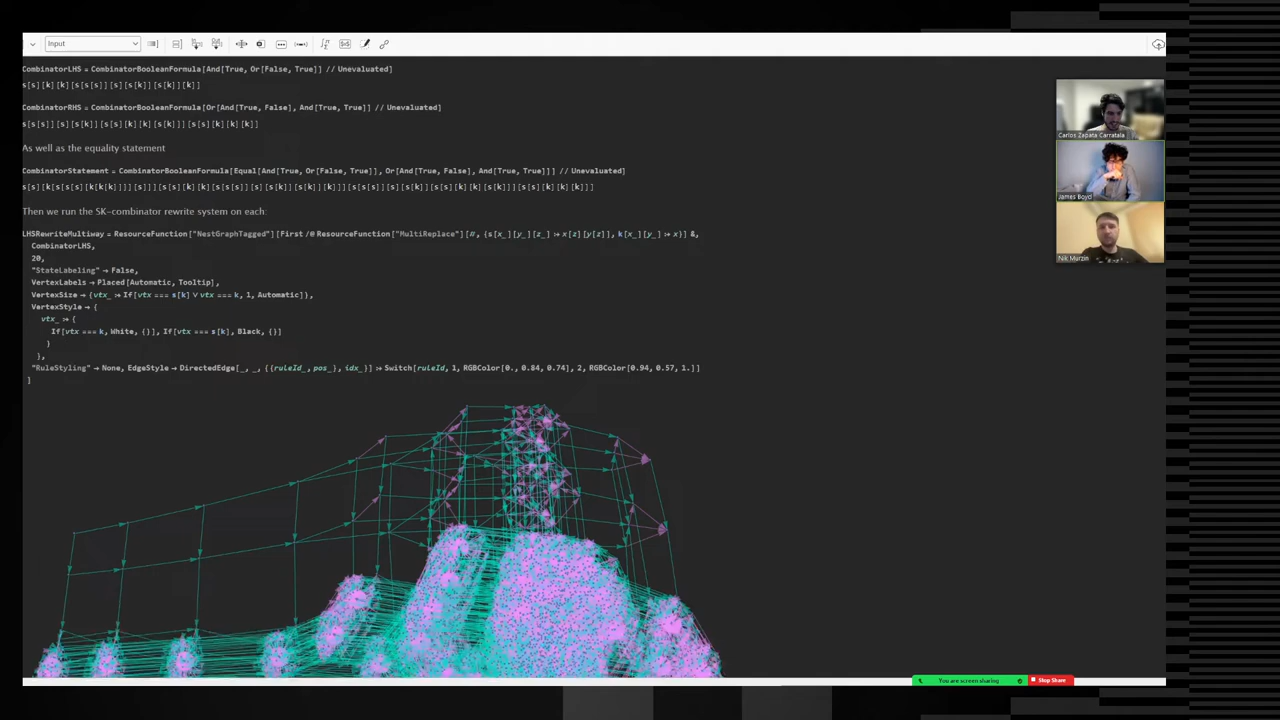 Input
CombinatorLHS = CombinatorBooleanFormula[And[True, Or[False, True]] // Unevaluated]
s[s][k][k][s[s[s]][s[k][s[k]][k]]
CombinatorRHS = CombinatorBooleanFormula[Or[And[True, False], And[True, True]] // Unevaluated]
s[s[s]][s][s[k]][s[k][k][s[k]]][s[s[k][k][k]]
As well as the equality statement
CombinatorStatement = CombinatorBooleanFormula[Equal[And[True, Or[False, True]], Or[And[True, False], And[True, True]]] // Unevaluated]
Then we run the SK-combinator rewrite system on each:
LHSRewriteMultiway = ResourceFunction["NestGraphTagged"][First /@ ResourceFunction["MultiReplace"][#, {s[x_][y_][z_] :> x[z][y[z]], k[x_][y_] :> x}] &,
CombinatorLHS,
20,
"StateLabeling" → False,
VertexLabels → Placed[Automatic, Tooltip],
VertexSize → {vtx_ :> If[vtx === s[k] ∨ vtx === k, 1, Automatic]},
VertexStyle → {
vtx_ :> {
If[vtx === k, White, {}], If[vtx === s[k], Black, {}]
}
},
"RuleStyling" → None, EdgeStyle → DirectedEdge[_, _, {{ruleId_, pos_}, idx_}] :> Switch[ruleId, 1, RGBColor[0., 0.84, 0.74], 2, RGBColor[0.94, 0.57, 1.]]
]
Carlos Zapata Carratala
James Boyd
Nik Murzin
You are screen sharing
Stop Share